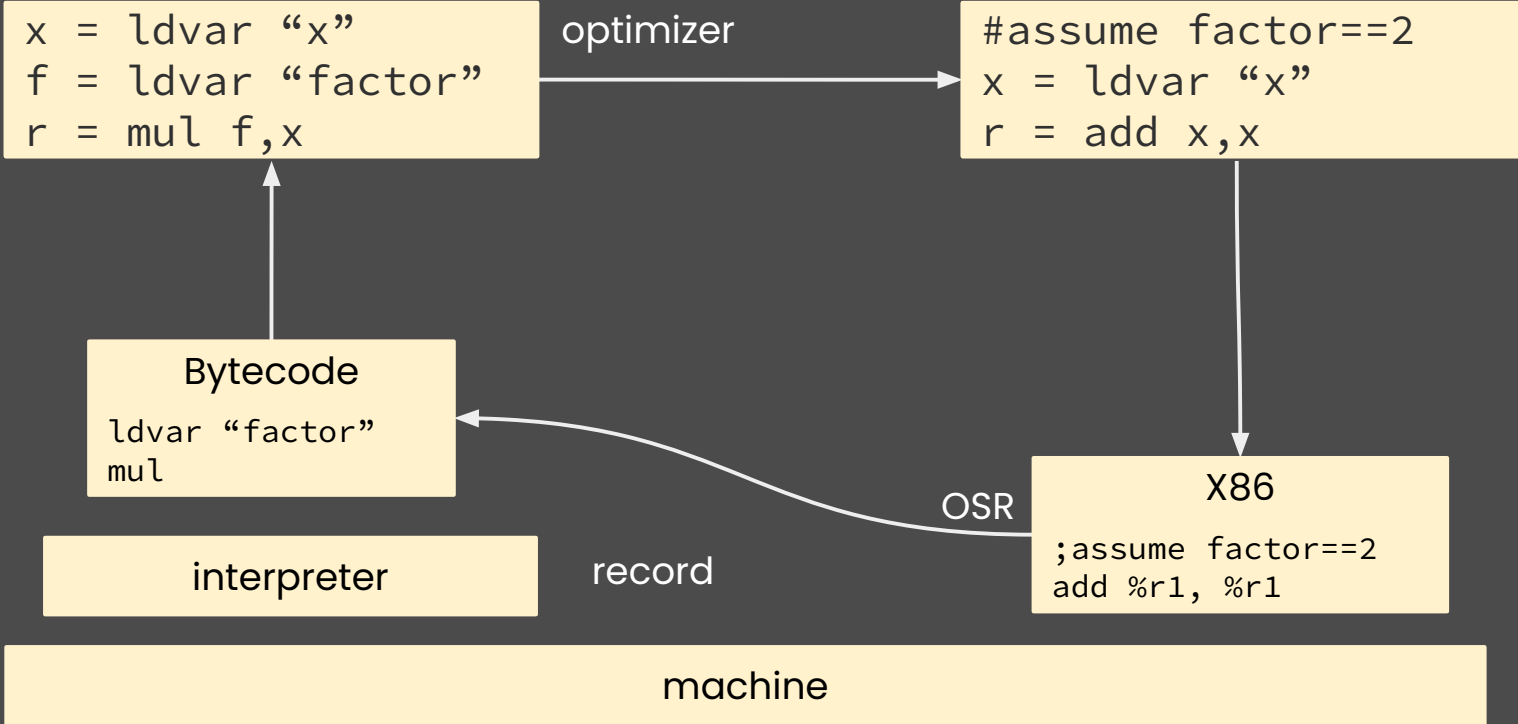 x = ldvar “x”
f = ldvar “factor”
r = mul f,x
optimizer
#assume factor==2
x = ldvar “x”
r = add x,x
Bytecode
ldvar “factor”
mul
OSR
X86
;assume factor==2
add %r1, %r1
interpreter
record
machine